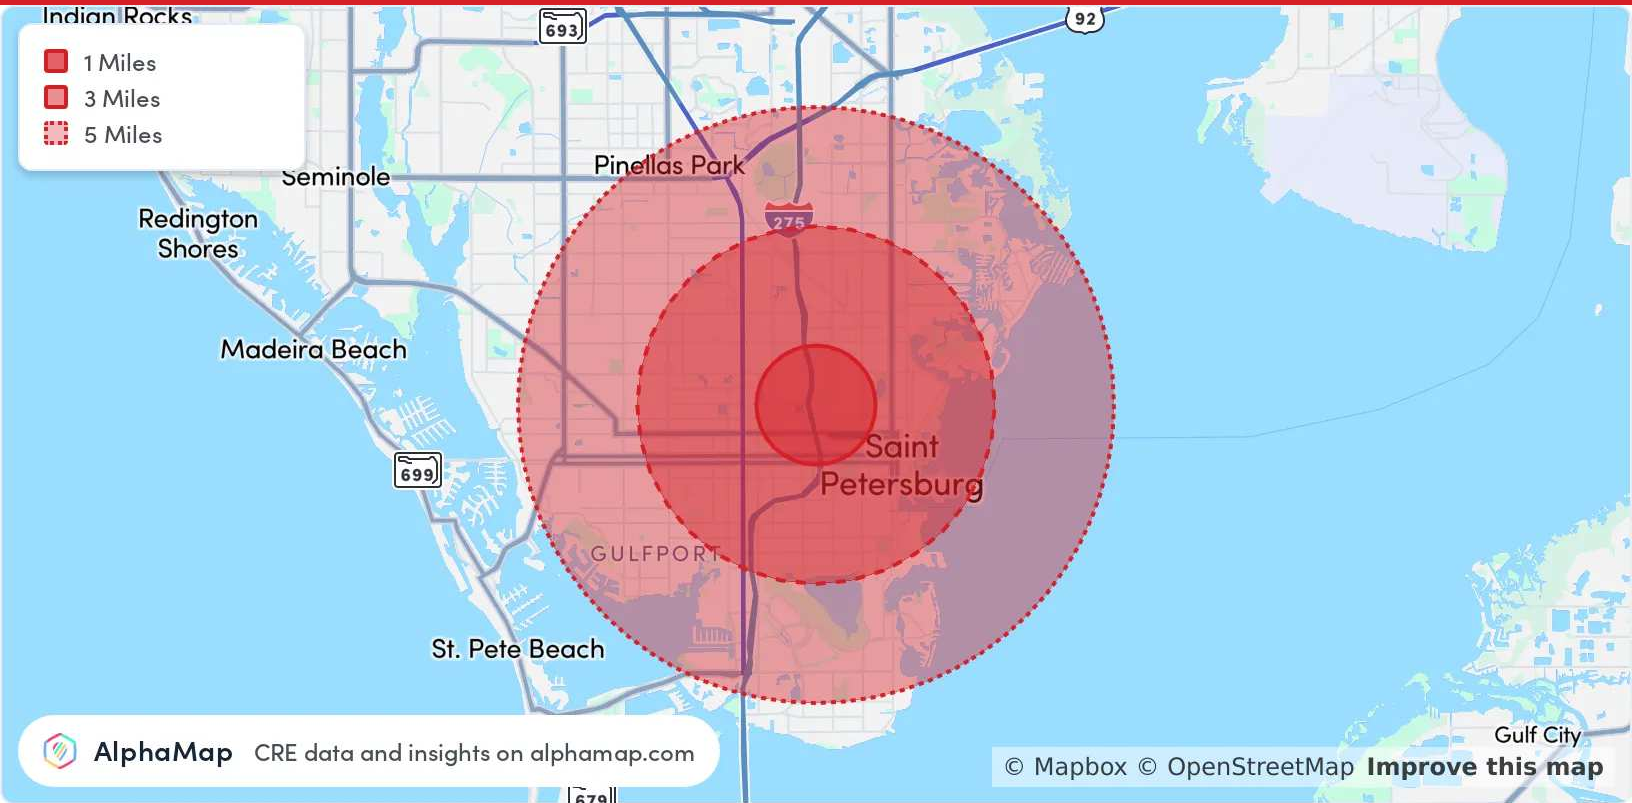 Indian Rocks
693
92
1 Miles
3 Miles
5 Miles
Pinellas Park
Seminole
Redington
Shores
275
Madeira Beach
Saint
Petersburg
699
GULFPORT
St. Pete Beach
Gulf City
AlphaMap CRE data and insights on alphamap.com
© Mapbox © OpenStreetMap Improve this map
679